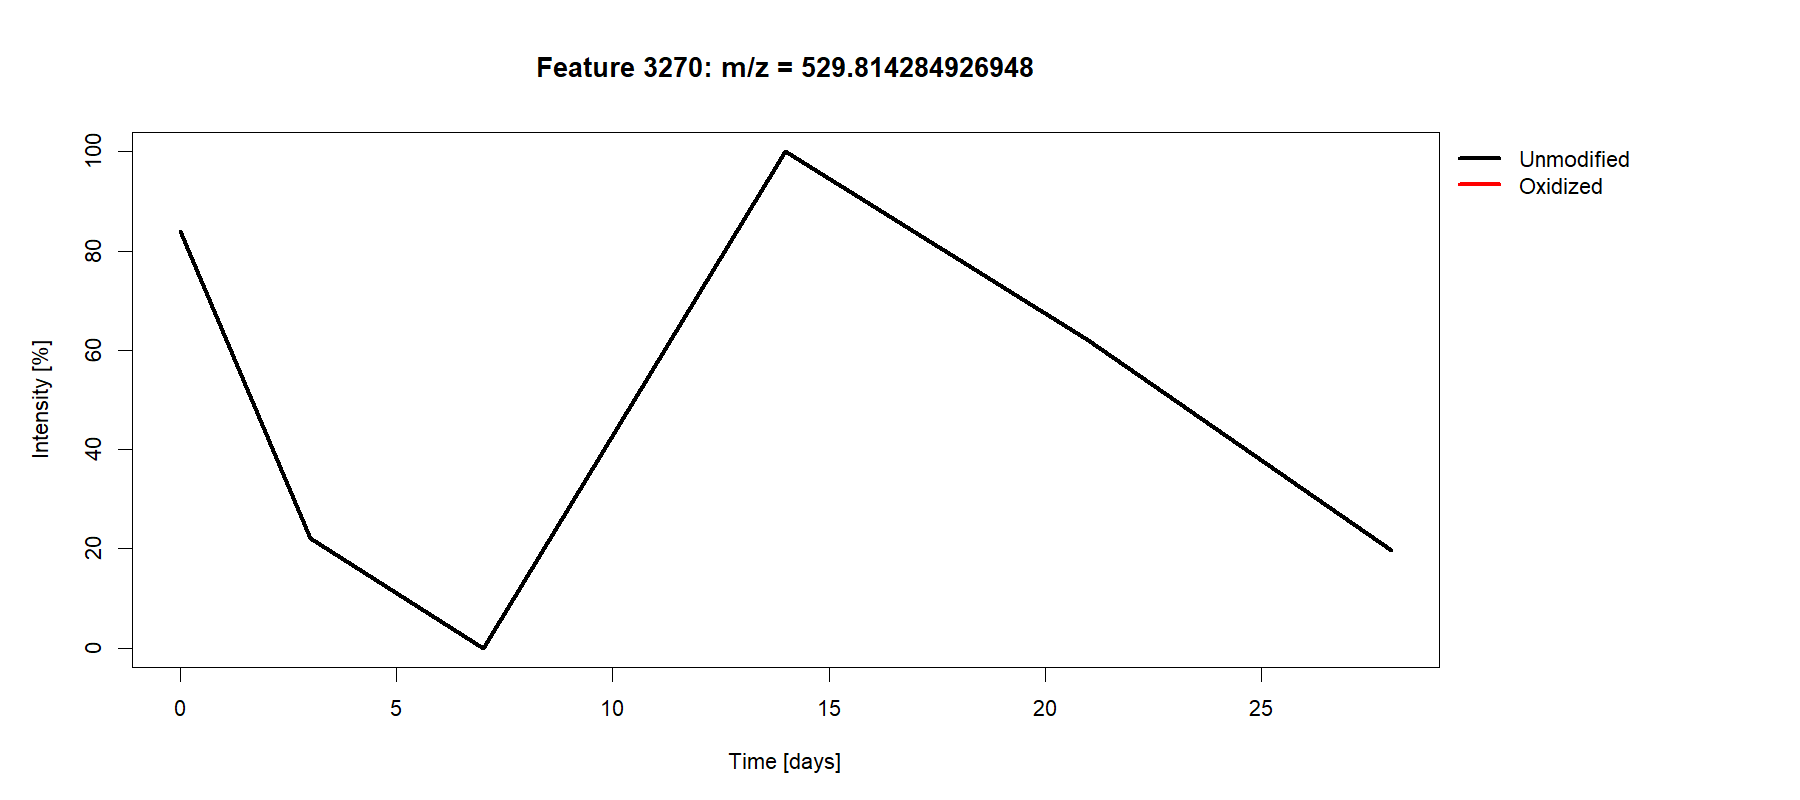 Feature 3270: m/z = 529.814284926948
Unmodified
Oxidized
Intensity [%]
100
80
60
40
20
0
0 5 10 15 20 25
Time [days]